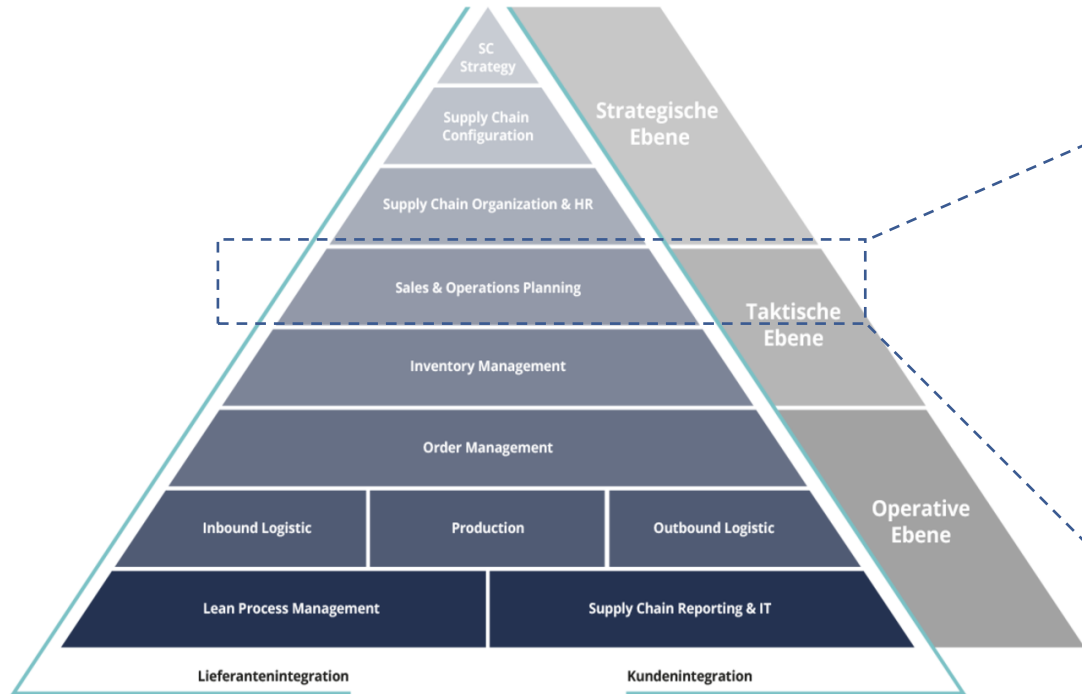 SC
Strategy
Supply Chain
Configuration
Strategische
Ebene
Supply Chain Organization & HR
Sales & Operations Planning
Taktische
Ebene
Inventory Management
Order Management
Inbound Logistic
Production
Outbound Logistic
Operative
Ebene
Lean Process Management
Supply Chain Reporting & IT
Lieferantenintegration
Kundenintegration